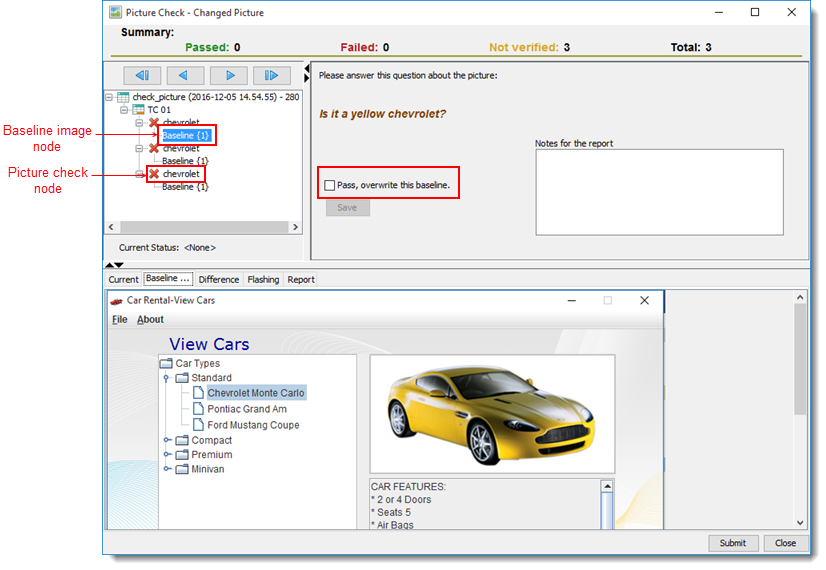 Picture Check - Changed Picture
Summary:
Passed: 0 Failed: 0 Not verified: 3 Total: 3
Please answer this question about the picture:
check_picture (2016-12-05 14.54.55) - 280
TC 01
Is it a yellow chevrolet?
chevrolet
Baseline image
node
Baseline {1}
chevrolet
Notes for the report
Baseline {1}
Picture check
node
chevrolet
Baseline {1}
Pass, overwrite this baseline.
Save
Current Status: <None>
Current Baseline ... Difference Flashing Report
Car Rental-View Cars
File About
View Cars
Car Types
Standard
Chevrolet Monte Carlo
Pontiac Grand Am
Ford Mustang Coupe
Compact
Premium
Minivan
CAR FEATURES:
* 2 or 4 Doors
* Seats 5
* Air Bags
Submit Close